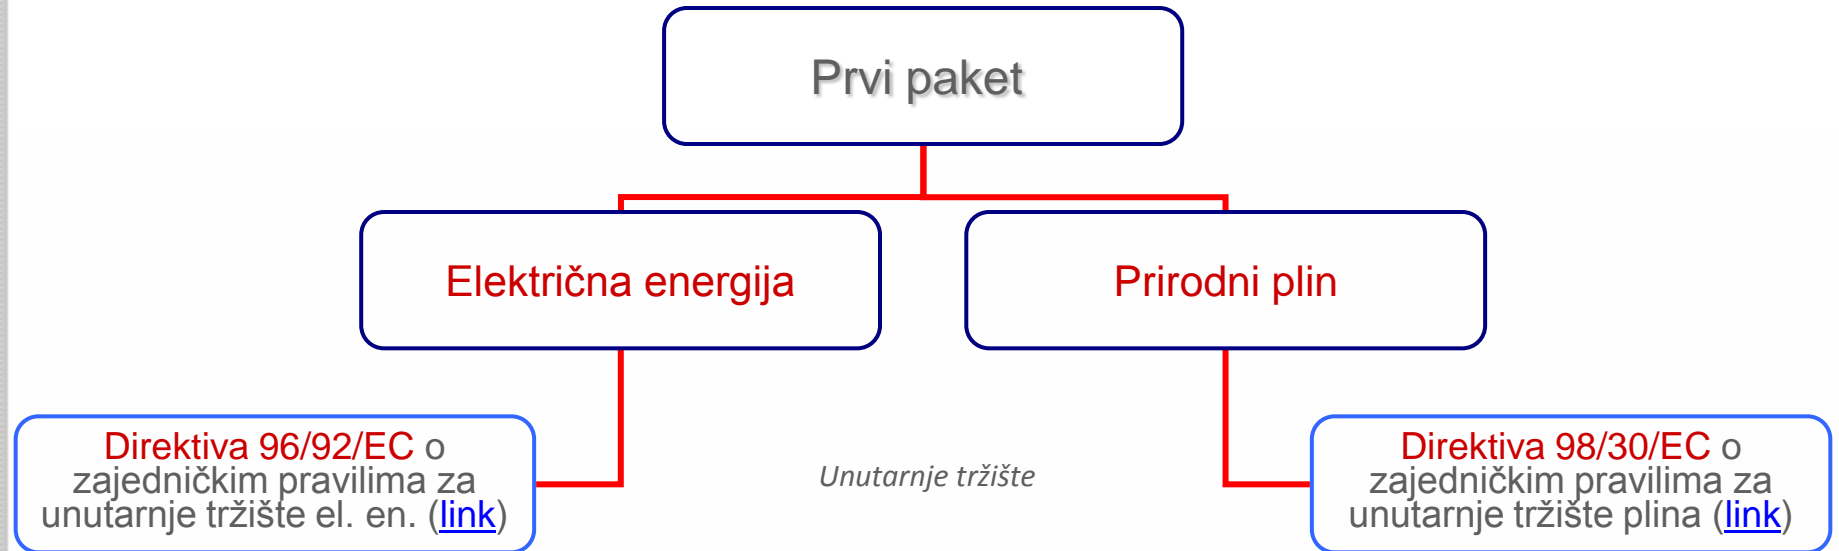 Prvi paket
Električna energija
Prirodni plin
Direktiva 96/92/EC o
zajedničkim pravilima za
unutarnje tržište el. en. (link)
Unutarnje tržište
Direktiva 98/30/EC o
zajedničkim pravilima za
unutarnje tržište plina (link)